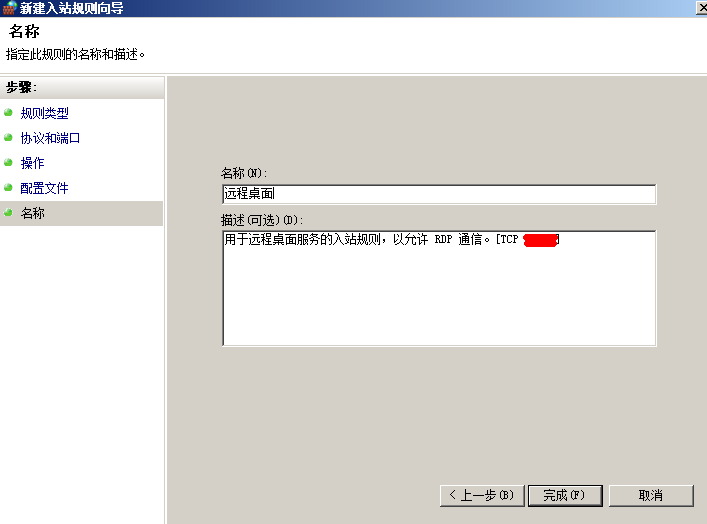 新建入站规则向导
名称
指定此规则的名称和描述。
步骤:
规则类型
协议和端口
操作
配置文件
名称
名称(N):
远程桌面
描述(可选)(D):
用于远程桌面服务的入站规则，以允许 RDP 通信。[TCP ]
< 上一步(B)
完成(F)
取消